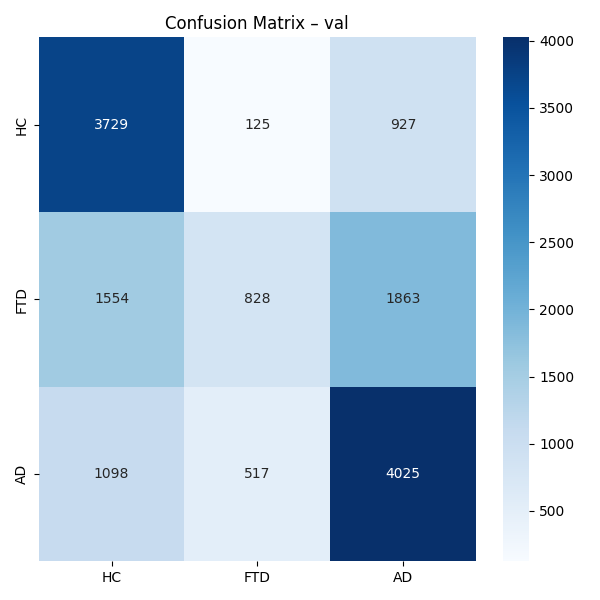 Confusion Matrix – val
HC 3729 125 927
FTD 1554 828 1863
AD 1098 517 4025
HC FTD AD
4000
3500
3000
2500
2000
1500
1000
500